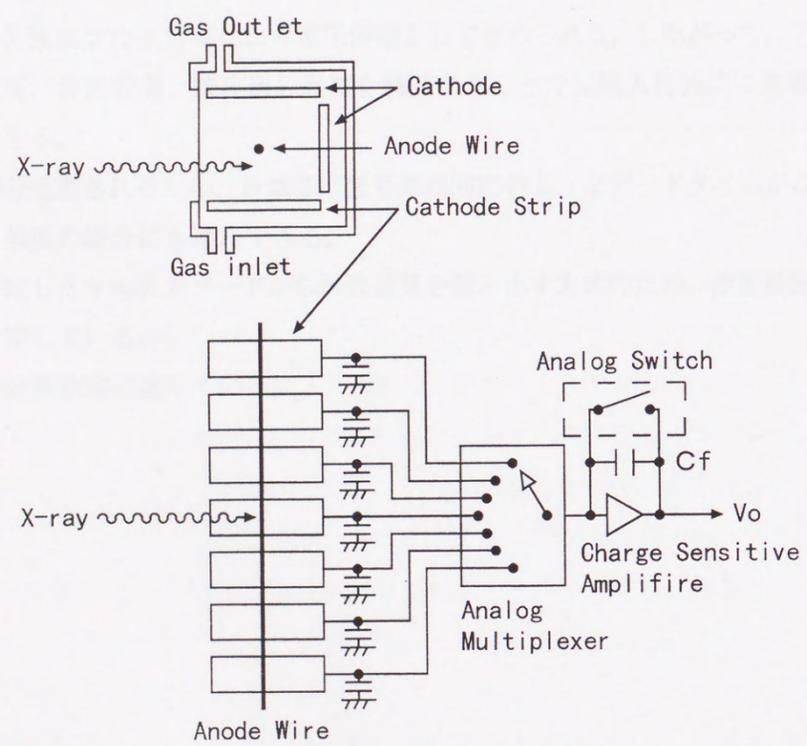 Gas Outlet
Cathode
Anode Wire
X-ray
Cathode Strip
Gas inlet
Analog Switch
Cf
X-ray
Vo
Charge Sensitive
Amplifire
Analog
Multiplexer
Anode Wire